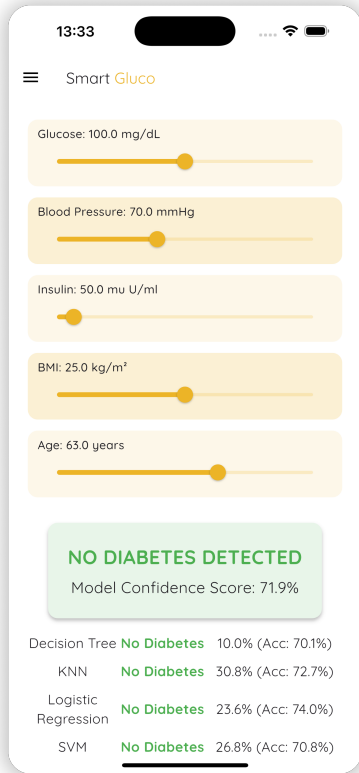 13:33
Smart Gluco
Glucose: 100.0 mg/dL
Blood Pressure: 70.0 mmHg
Insulin: 50.0 mu U/ml
BMI: 25.0 kg/m²
Age: 63.0 years
NO DIABETES DETECTED
Model Confidence Score: 71.9%
Decision Tree No Diabetes 10.0% (Acc: 70.1%)
KNN No Diabetes 30.8% (Acc: 72.7%)
Logistic
Regression No Diabetes 23.6% (Acc: 74.0%)
SVM No Diabetes 26.8% (Acc: 70.8%)